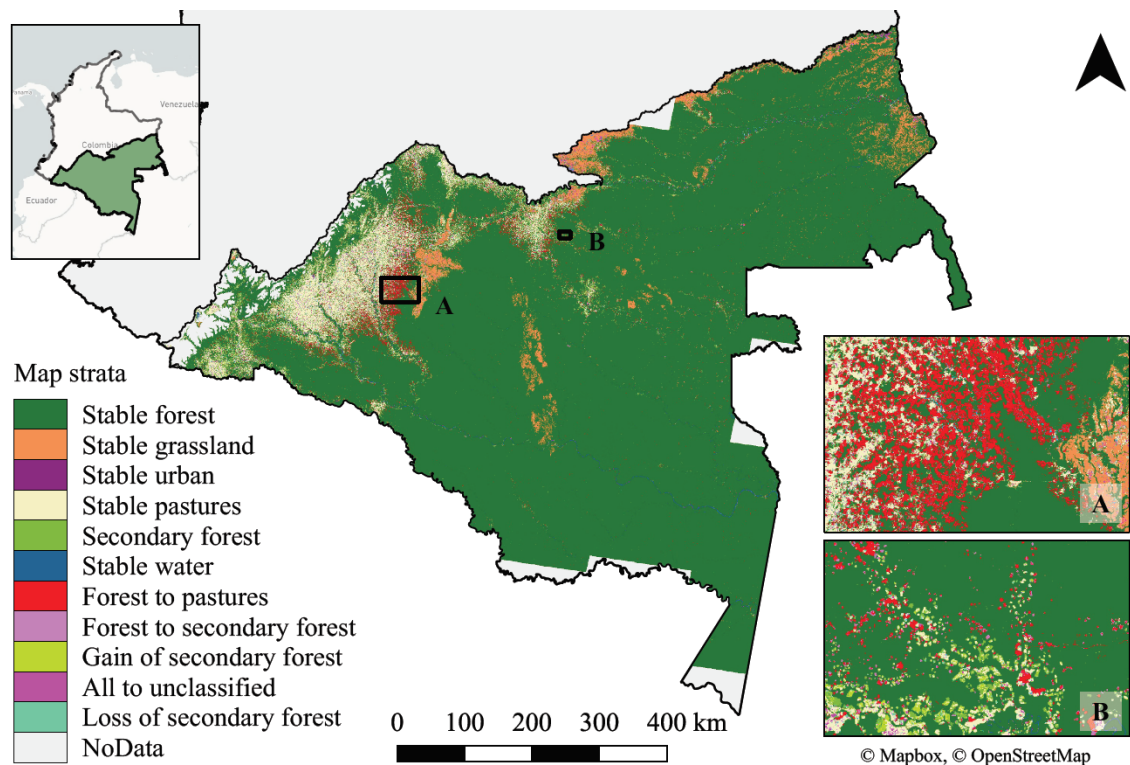 Panama
Venezuela
Colombia
Ecuador
B
A
Map strata
Stable forest
Stable grassland
Stable urban
Stable pastures
Secondary forest
Stable water
Forest to pastures
Forest to secondary forest
Gain of secondary forest
All to unclassified
Loss of secondary forest
NoData
0 100 200 300 400 km
A
B
© Mapbox, © OpenStreetMap